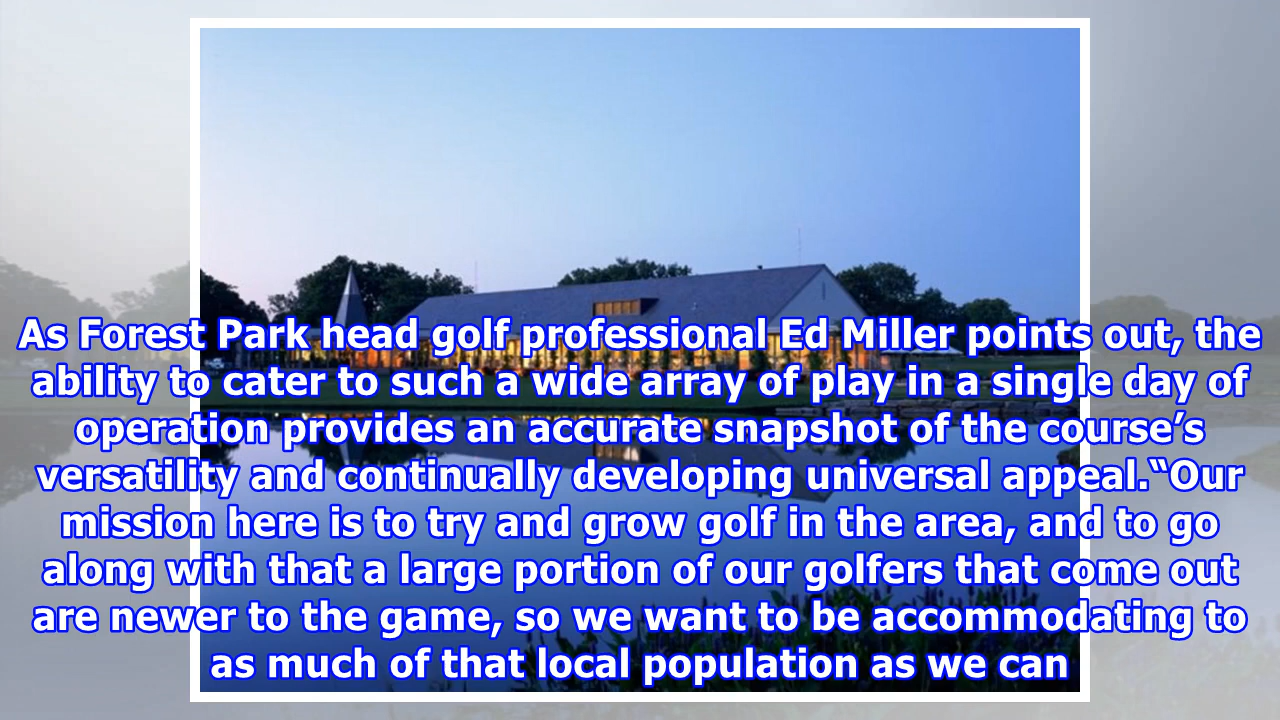 As Forest Park head golf professional Ed Miller points out, the
ability to cater to such a wide array of play in a single day of
operation provides an accurate snapshot of the course’s
versatility and continually developing universal appeal.“Our
mission here is to try and grow golf in the area, and to go
along with that a large portion of our golfers that come out
are newer to the game, so we want to be accommodating to
as much of that local population as we can